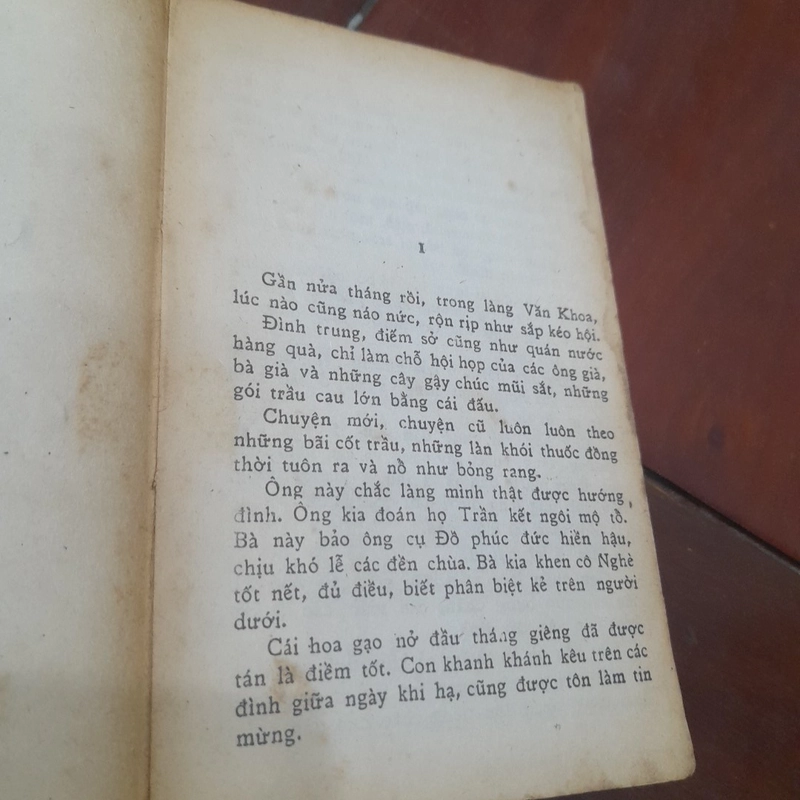 I
Gần nửa tháng rồi, trong làng Văn Khoa,
lúc nào cũng náo nức, rộn rịp như sắp kéo hội.
Đình trung, điếm sở cũng như quán nước
hàng quà, chỉ làm chỗ hội họp của các ông già,
bà già và những cây gậy chúc mũi sắt, những
gói trầu cau lớn bằng cái đấu.
Chuyện mới, chuyện cũ luôn luôn theo
những bãi cốt trầu, những làn khói thuốc đồng
thời tuôn ra và nổ như bỏng rang.
Ông này chắc làng mình thật được hướng
đình. Ông kia đoán họ Trần kết ngôi mộ tổ.
Bà này bảo ông cụ Đồ phúc đức hiền hậu,
chịu khó lễ các đền chùa. Bà kia khen cô Nghè
tốt nết, đủ điều, biết phân biệt kẻ trên người
dưới.
Cái hoa gạo nở đầu tháng giêng đã được
tán là điềm tốt. Con khanh khánh kêu trên các
đình giữa ngày khi hạ, cũng được tôn làm tin
mừng.